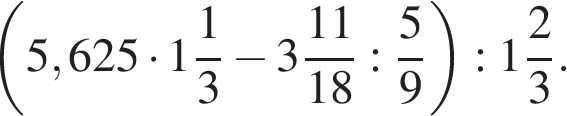 (5,625 · 1 1/3 − 3 11/18 : 5/9) : 1 2/3.